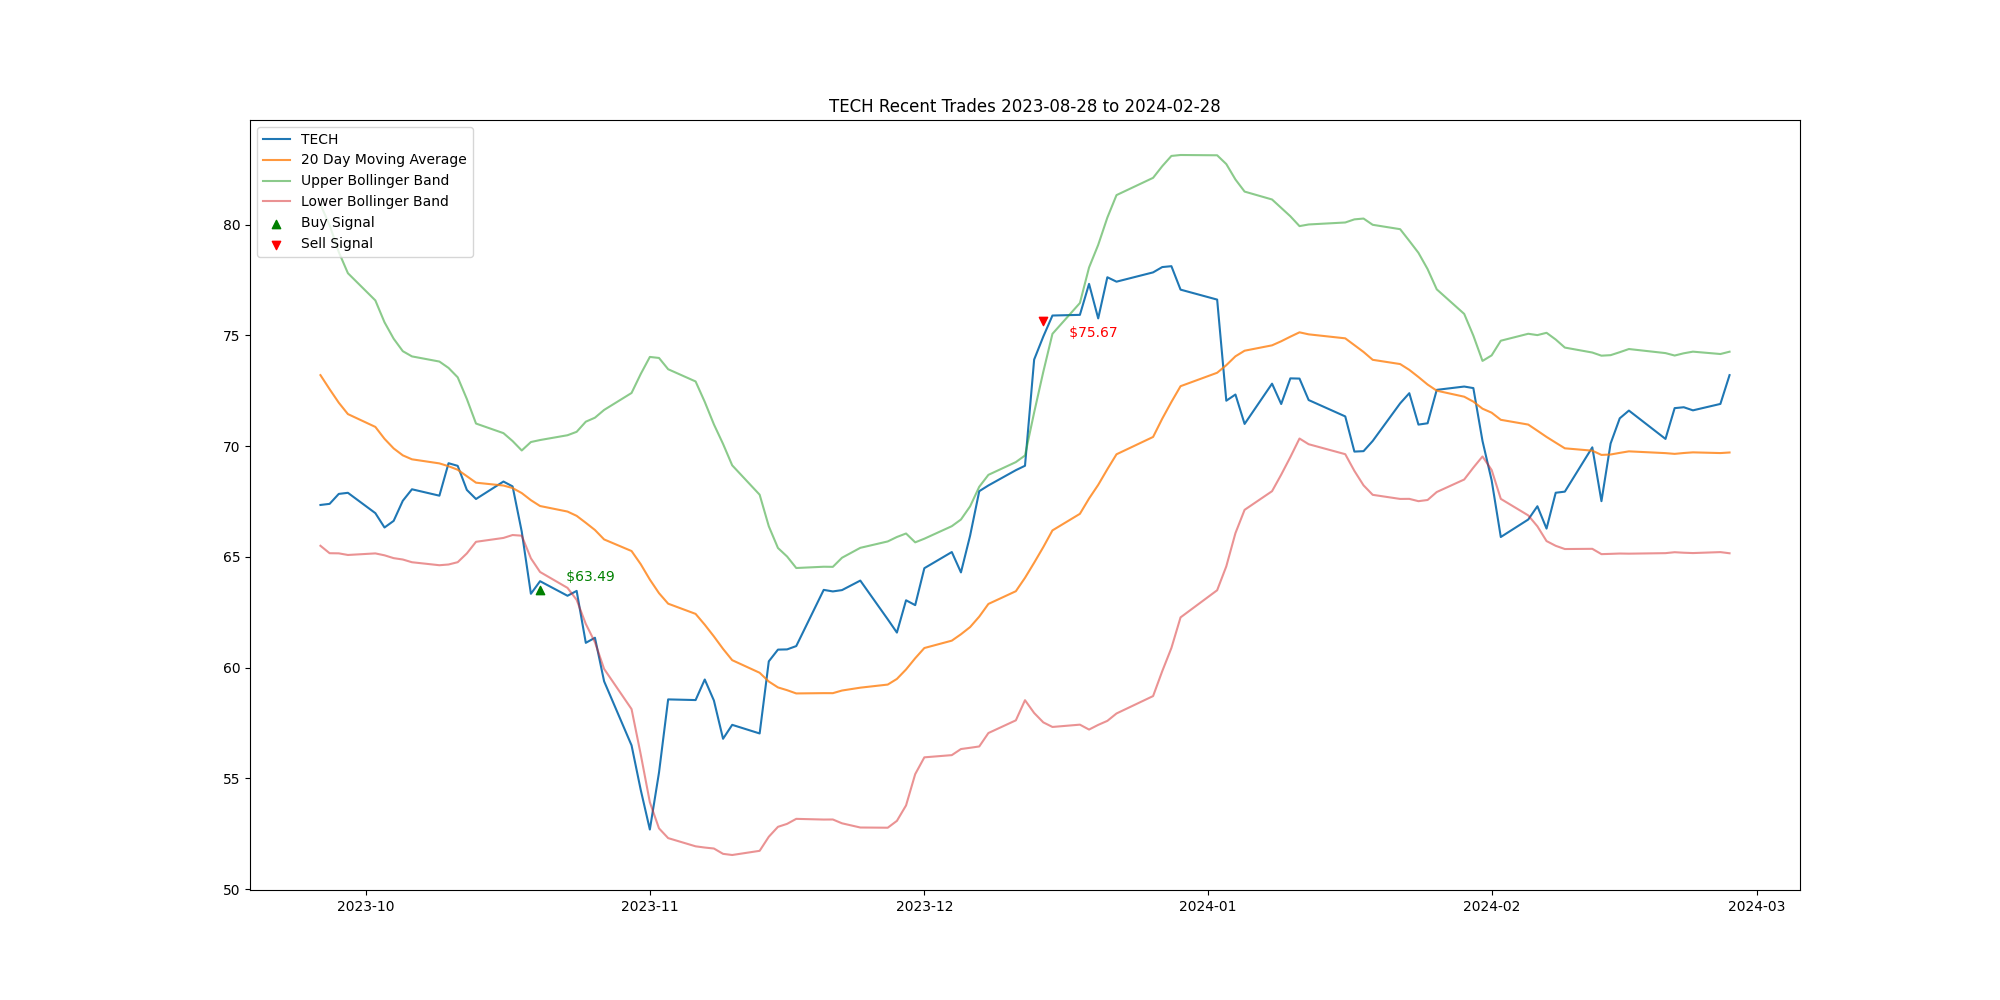 TECH Recent Trades 2023-08-28 to 2024-02-28
TECH
20 Day Moving Average
Upper Bollinger Band
Lower Bollinger Band
Buy Signal
Sell Signal
80
75
70
65
60
55
50
$75.67
$63.49
2023-10
2023-11
2023-12
2024-01
2024-02
2024-03